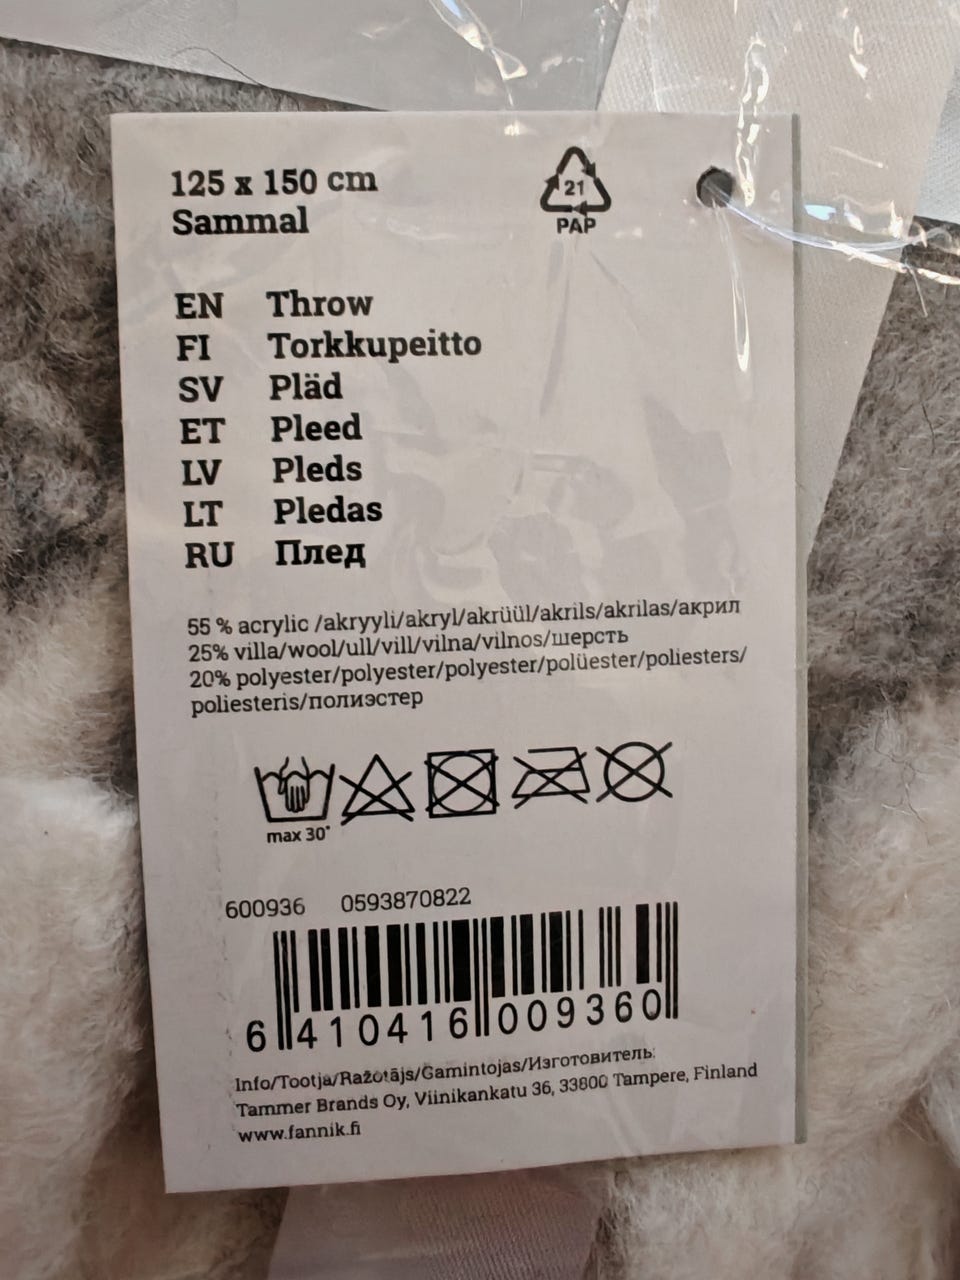 125 x 150 cm
Sammal
21
PAP
EN Throw
FI Torkkupeitto
SV Pläd
ET Pleed
LV Pleds
LT Pledas
RU Плед
55 % acrylic /akryyli/akryl/akrüül/akrils/akrilas/акрил
25% villa/wool/ull/vill/vilna/vilnos/шерсть
20% polyester/polyester/polyester/polüester/poliesters/
poliesteris/полиэстер
max 30°
600936 0593870822
6 410416 009360
Info/Tootja/Ražotājs/Gamintojas/Изготовитель:
Tammer Brands Oy, Viinikankatu 36, 33800 Tampere, Finland
www.fannik.fi